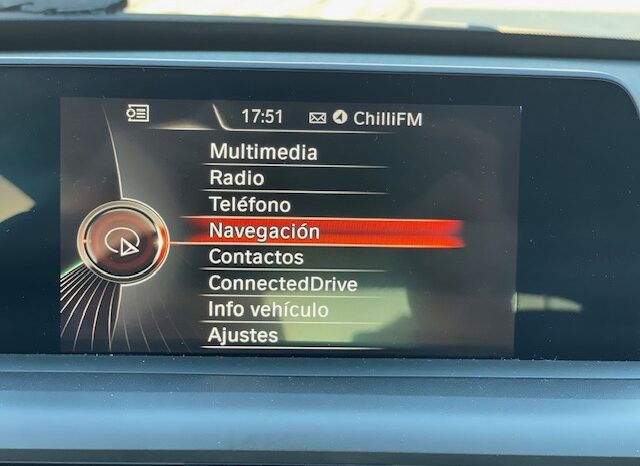 17:51 ChilliFM
Multimedia
Radio
Teléfono
Navegación
Contactos
ConnectedDrive
Info vehículo
Ajustes